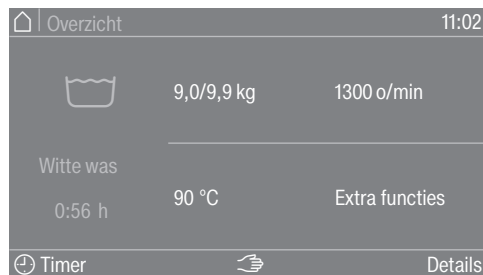 Overzicht 11:02
9,0/9,9 kg 1300 o/min
Witte was
0:56 h
90 °C Extra functies
Timer Details